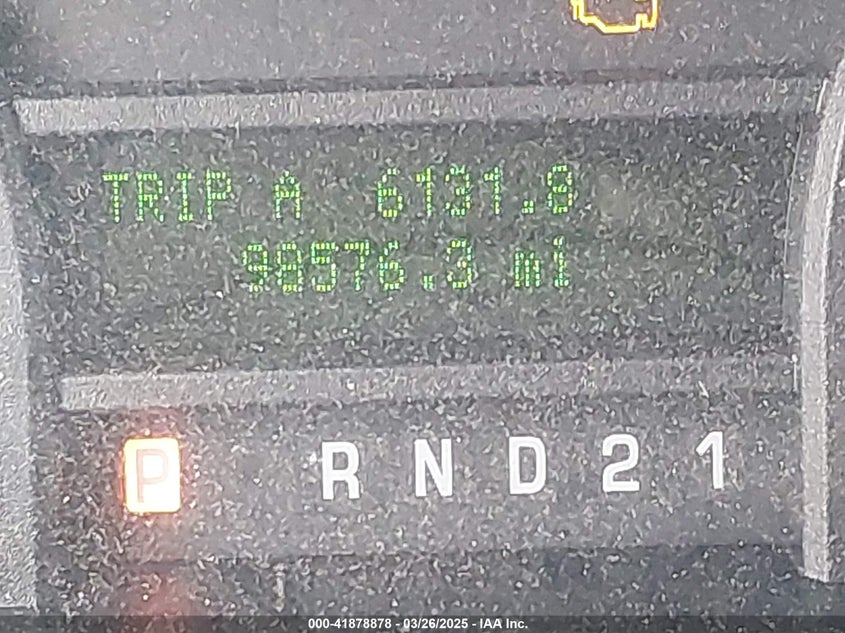 TRIP A 6131.8
98576.3 mi
P R N D 2 1
000-41878878 - 03/26/2025 - IAA Inc.